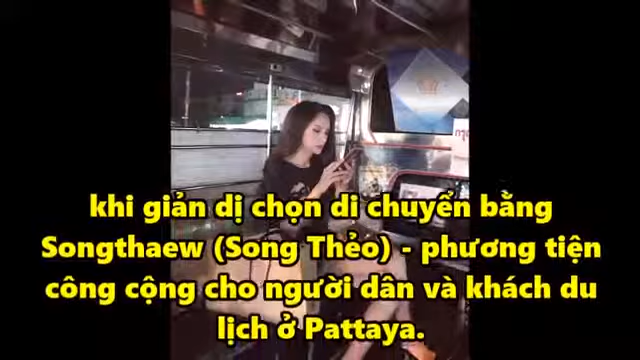 khi giản dị chọn di chuyển bằng
Songthaew (Song Thẻo) - phương tiện
công cộng cho người dân và khách du
lịch ở Pattaya.